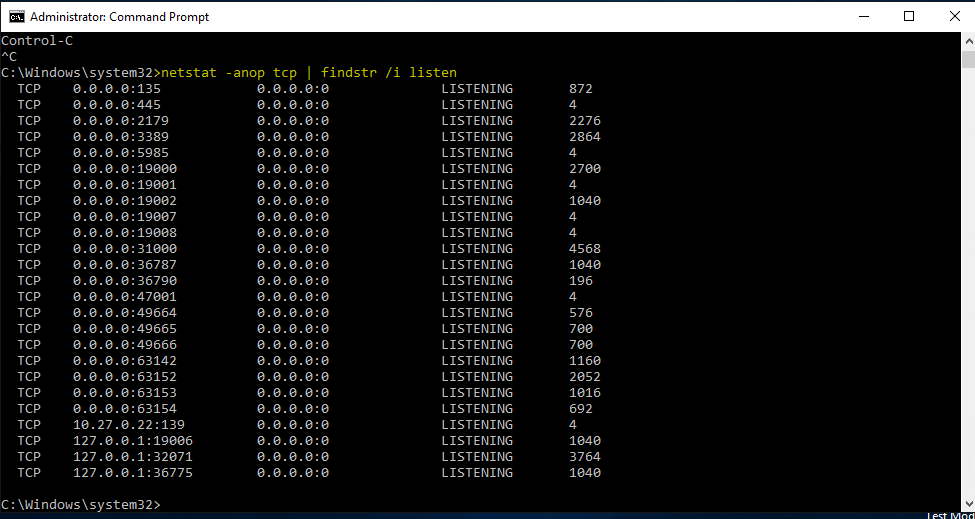 Administrator: Command Prompt
Control-C
^C
C:\Windows\system32>netstat -anop tcp | findstr /i listen
TCP 0.0.0.0:135 0.0.0.0:0 LISTENING 872
TCP 0.0.0.0:445 0.0.0.0:0 LISTENING 4
TCP 0.0.0.0:2179 0.0.0.0:0 LISTENING 2276
TCP 0.0.0.0:3389 0.0.0.0:0 LISTENING 2864
TCP 0.0.0.0:5985 0.0.0.0:0 LISTENING 4
TCP 0.0.0.0:19000 0.0.0.0:0 LISTENING 2700
TCP 0.0.0.0:19001 0.0.0.0:0 LISTENING 4
TCP 0.0.0.0:19002 0.0.0.0:0 LISTENING 1040
TCP 0.0.0.0:19007 0.0.0.0:0 LISTENING 4
TCP 0.0.0.0:19008 0.0.0.0:0 LISTENING 4
TCP 0.0.0.0:31000 0.0.0.0:0 LISTENING 4568
TCP 0.0.0.0:36787 0.0.0.0:0 LISTENING 1040
TCP 0.0.0.0:36790 0.0.0.0:0 LISTENING 196
TCP 0.0.0.0:47001 0.0.0.0:0 LISTENING 4
TCP 0.0.0.0:49664 0.0.0.0:0 LISTENING 576
TCP 0.0.0.0:49665 0.0.0.0:0 LISTENING 700
TCP 0.0.0.0:49666 0.0.0.0:0 LISTENING 700
TCP 0.0.0.0:63142 0.0.0.0:0 LISTENING 1160
TCP 0.0.0.0:63152 0.0.0.0:0 LISTENING 2052
TCP 0.0.0.0:63153 0.0.0.0:0 LISTENING 1016
TCP 0.0.0.0:63154 0.0.0.0:0 LISTENING 692
TCP 10.27.0.22:139 0.0.0.0:0 LISTENING 4
TCP 127.0.0.1:19006 0.0.0.0:0 LISTENING 1040
TCP 127.0.0.1:32071 0.0.0.0:0 LISTENING 3764
TCP 127.0.0.1:36775 0.0.0.0:0 LISTENING 1040
C:\Windows\system32>
Test Mod